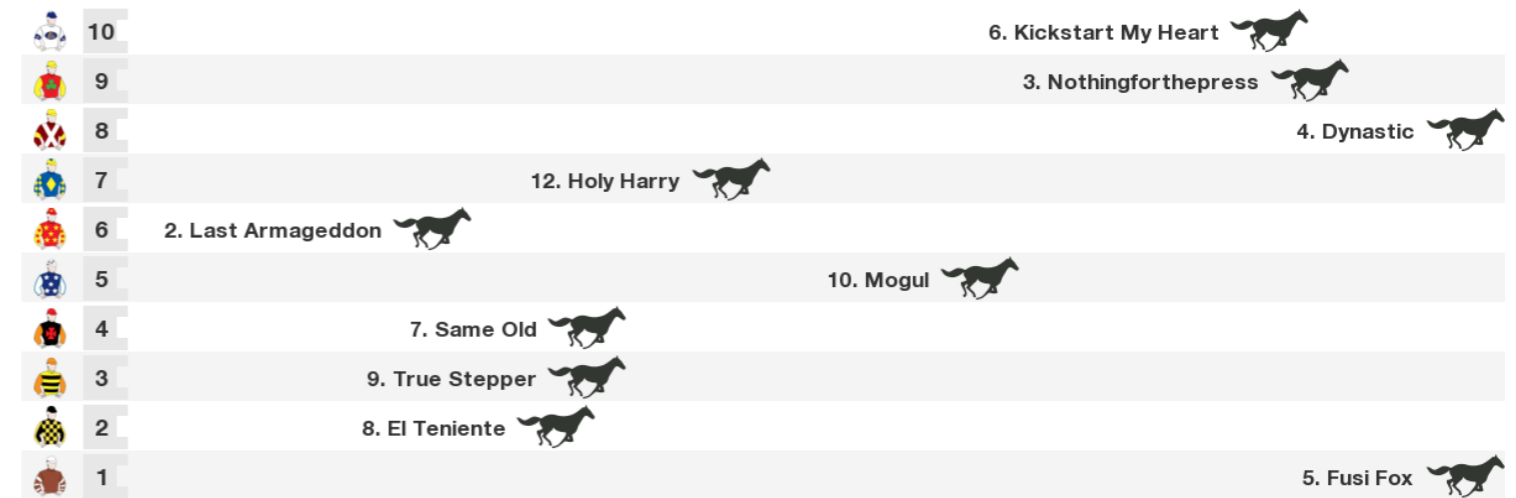 10 6. Kickstart My Heart
9 3. Nothingforthepress
8 4. Dynastic
7 12. Holy Harry
6 2. Last Armageddon
5 10. Mogul
4 7. Same Old
3 9. True Stepper
2 8. El Teniente
1 5. Fusi Fox